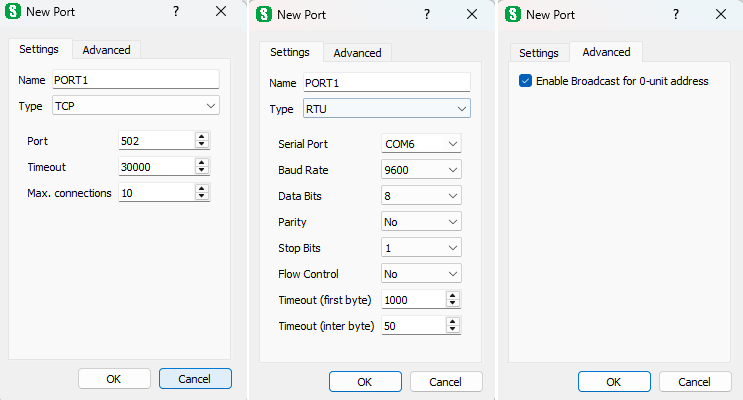 New Port ?
Settings Advanced
Name PORT1
Type TCP
Port 502
Timeout 30000
Max. connections 10
OK Cancel
New Port ?
Settings Advanced
Name PORT1
Type RTU
Serial Port COM6
Baud Rate 9600
Data Bits 8
Parity No
Stop Bits 1
Flow Control No
Timeout (first byte) 1000
Timeout (inter byte) 50
OK Cancel
New Port ?
Settings Advanced
Enable Broadcast for 0-unit address
OK Cancel